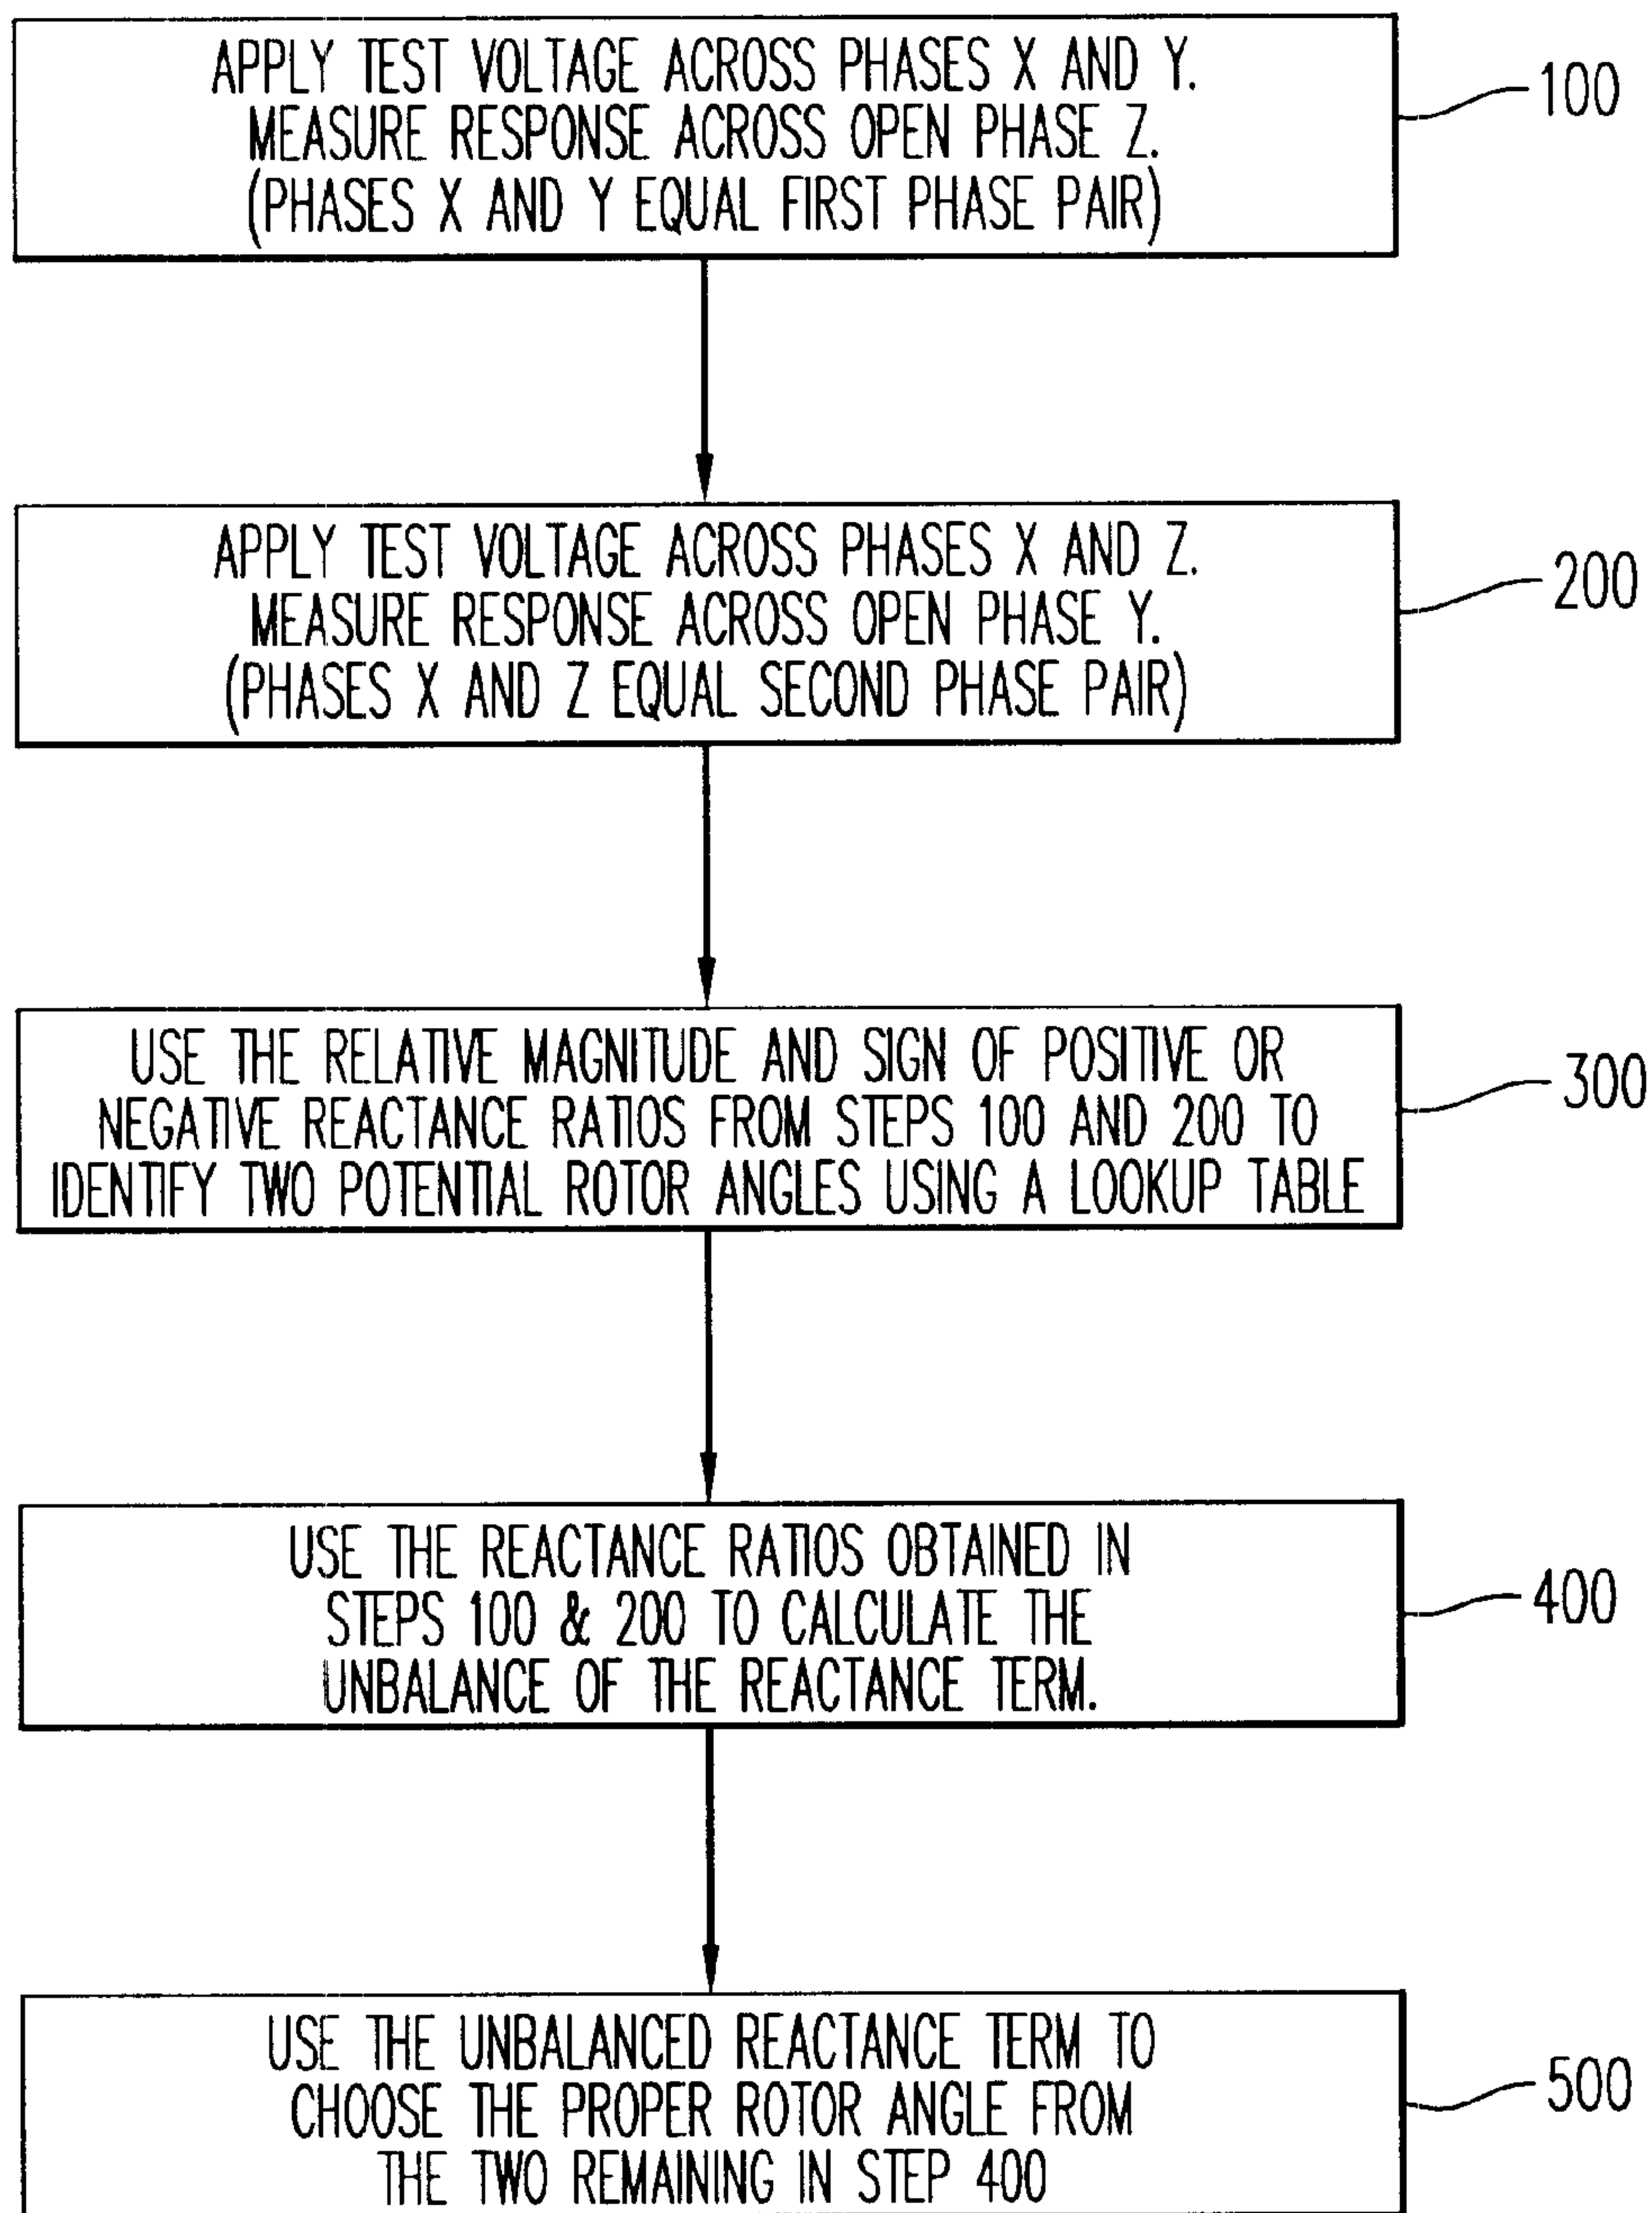 APPLY TEST VOLTAGE ACROSS PHASES X AND Y.
MEASURE RESPONSE ACROSS OPEN PHASE Z.
(PHASES X AND Y EQUAL FIRST PHASE PAIR)
100
APPLY TEST VOLTAGE ACROSS PHASES X AND Z.
MEASURE RESPONSE ACROSS OPEN PHASE Y.
(PHASES X AND Z EQUAL SECOND PHASE PAIR)
200
USE THE RELATIVE MAGNITUDE AND SIGN OF POSITIVE OR
NEGATIVE REACTANCE RATIOS FROM STEPS 100 AND 200 TO
IDENTIFY TWO POTENTIAL ROTOR ANGLES USING A LOOKUP TABLE
300
USE THE REACTANCE RATIOS OBTAINED IN
STEPS 100 & 200 TO CALCULATE THE
UNBALANCE OF THE REACTANCE TERM.
400
USE THE UNBALANCED REACTANCE TERM TO
CHOOSE THE PROPER ROTOR ANGLE FROM
THE TWO REMAINING IN STEP 400
500